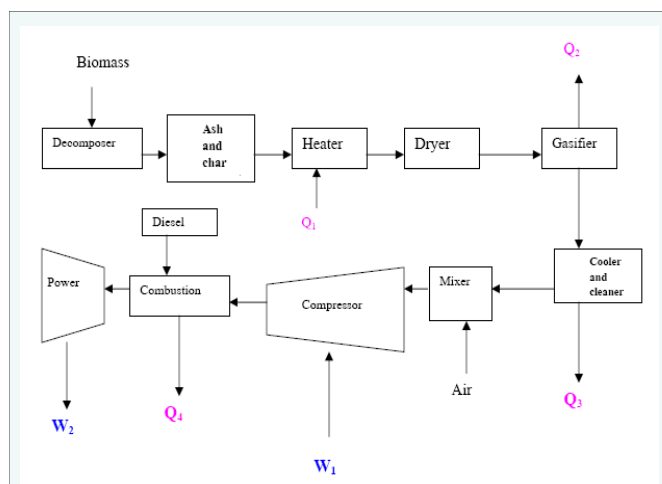 Biomass
Q2
Decomposer
Ash
and
char
Heater
Dryer
Gasifier
Q1
Diesel
Cooler
and
cleaner
Power
Combustion
Compressor
Mixer
Air
W2
Q4
W1
Q3